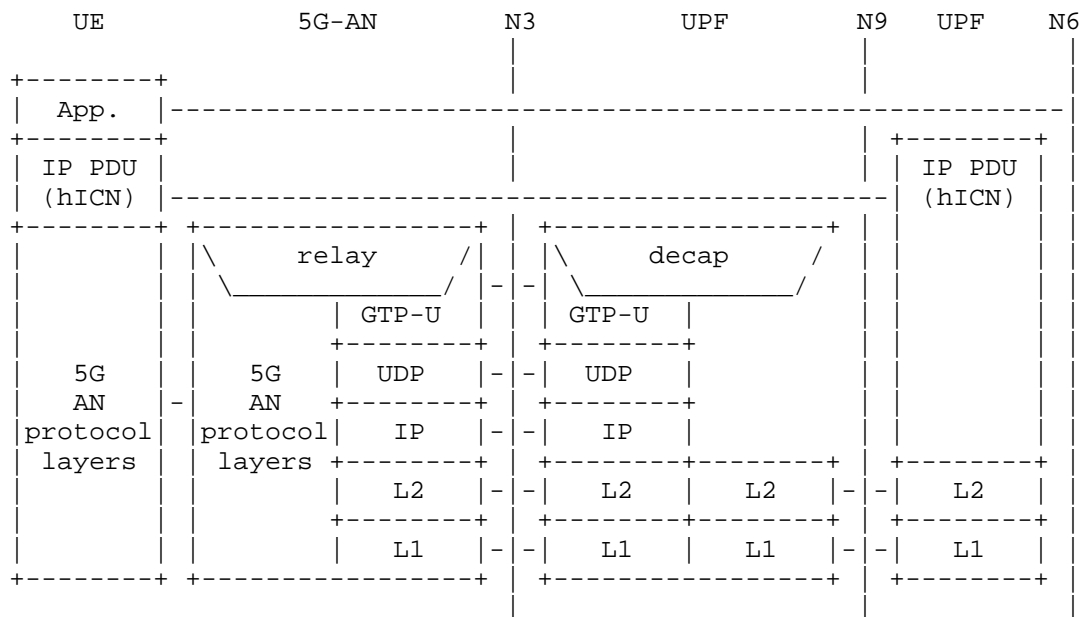 UE 5G-AN N3 UPF N9 UPF N6
App.
IP PDU IP PDU
(hICN) (hICN)
relay decap
GTP-U GTP-U
5G 5G UDP UDP
AN AN
protocol protocol IP IP
layers layers
L2 L2 L2 L2
L1 L1 L1 L1